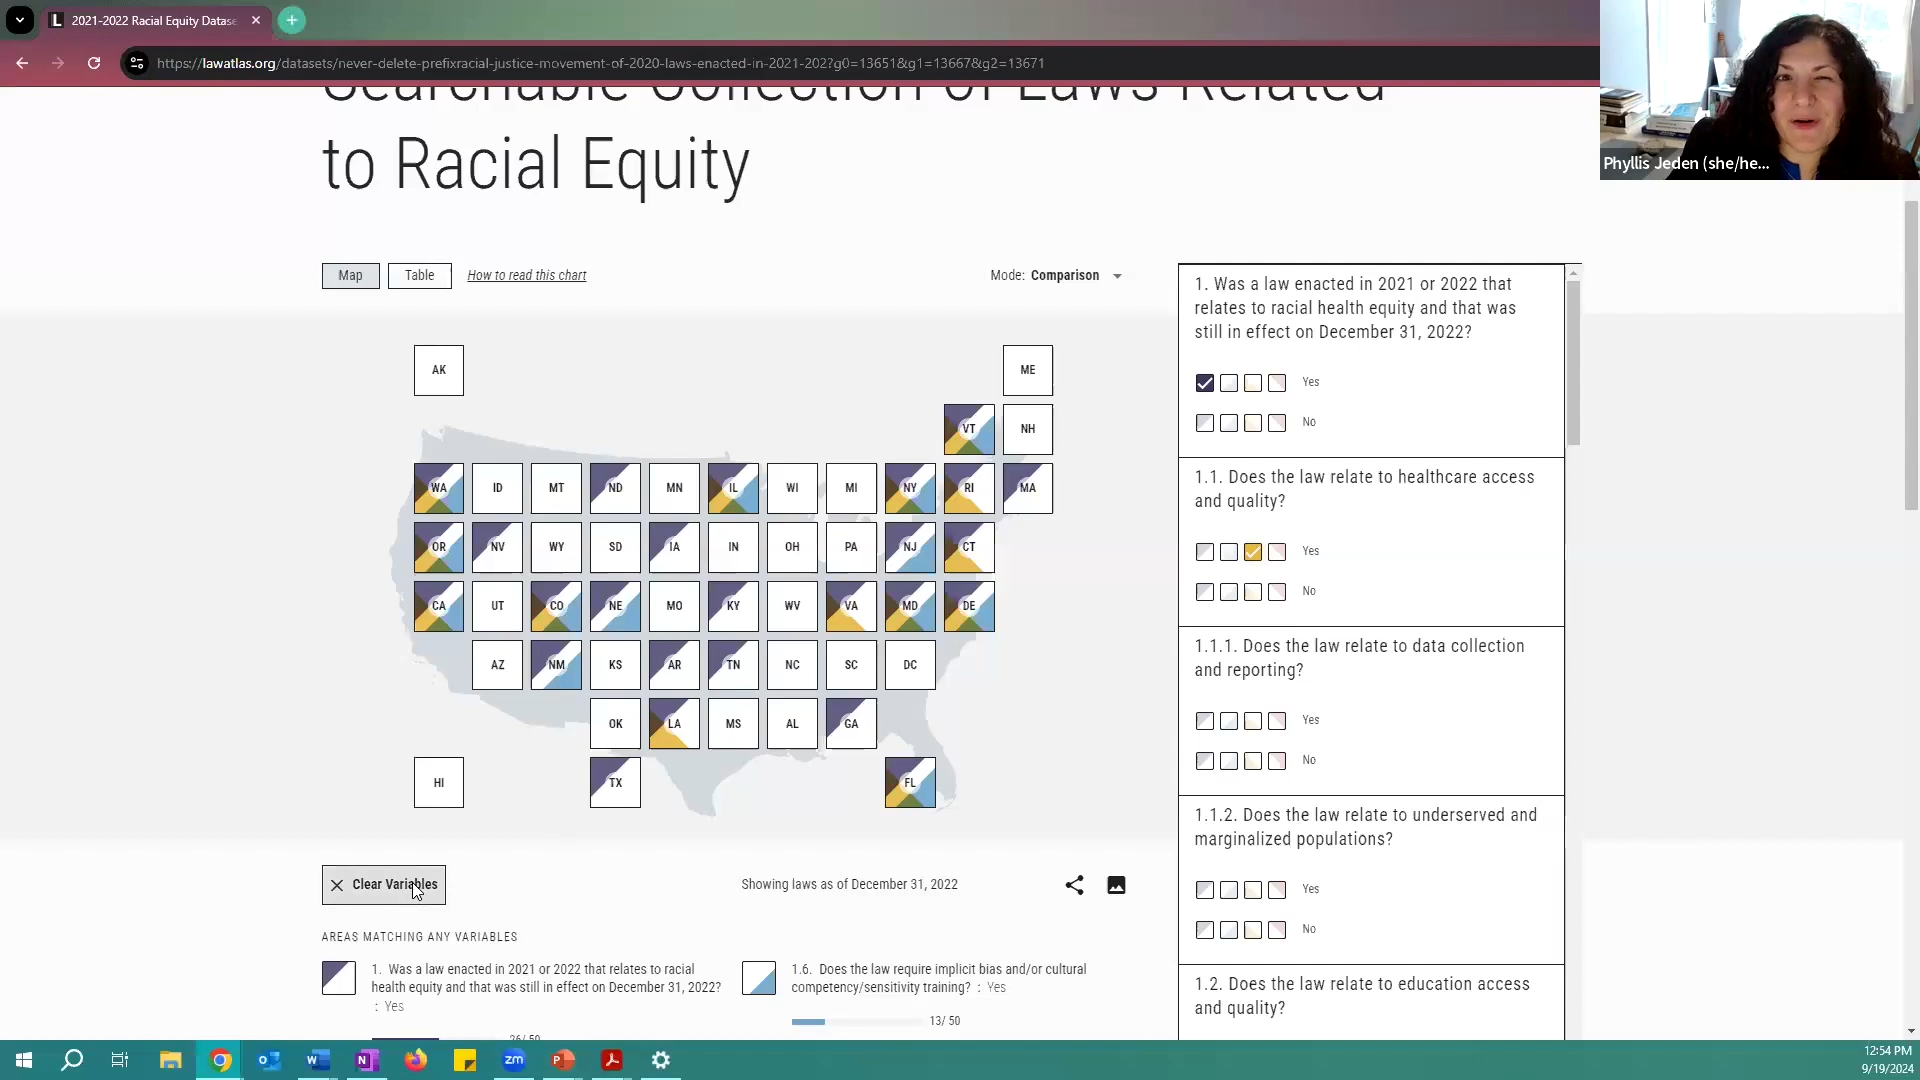 2021-2022 Racial Equity Datase
https://lawatlas.org/datasets/never-delete-prefixracial-justice-movement-of-2020-laws-enacted-in-2021-202?g0=13651&g1=13667&g2=13671
Phyllis Jeden (she/he...
Searchable Collection of Laws Related
to Racial Equity
Map
Table
How to read this chart
Mode: Comparison
AK
ME
VT
NH
WA
ID
MT
ND
MN
IL
WI
MI
NY
RI
MA
OR
NV
WY
SD
IA
IN
OH
PA
NJ
CT
CA
UT
CO
NE
MO
KY
WV
VA
MD
DE
AZ
NM
KS
AR
TN
NC
SC
DC
OK
LA
MS
AL
GA
HI
TX
FL
Clear Variables
Showing laws as of December 31, 2022
AREAS MATCHING ANY VARIABLES
1. Was a law enacted in 2021 or 2022 that relates to racial
health equity and that was still in effect on December 31, 2022?
: Yes
26/ 50
1.6. Does the law require implicit bias and/or cultural
competency/sensitivity training? : Yes
13/ 50
1. Was a law enacted in 2021 or 2022 that
relates to racial health equity and that was
still in effect on December 31, 2022?
Yes
No
1.1. Does the law relate to healthcare access
and quality?
Yes
No
1.1.1. Does the law relate to data collection
and reporting?
Yes
No
1.1.2. Does the law relate to underserved and
marginalized populations?
Yes
No
1.2. Does the law relate to education access
and quality?
12:54 PM
9/19/2024